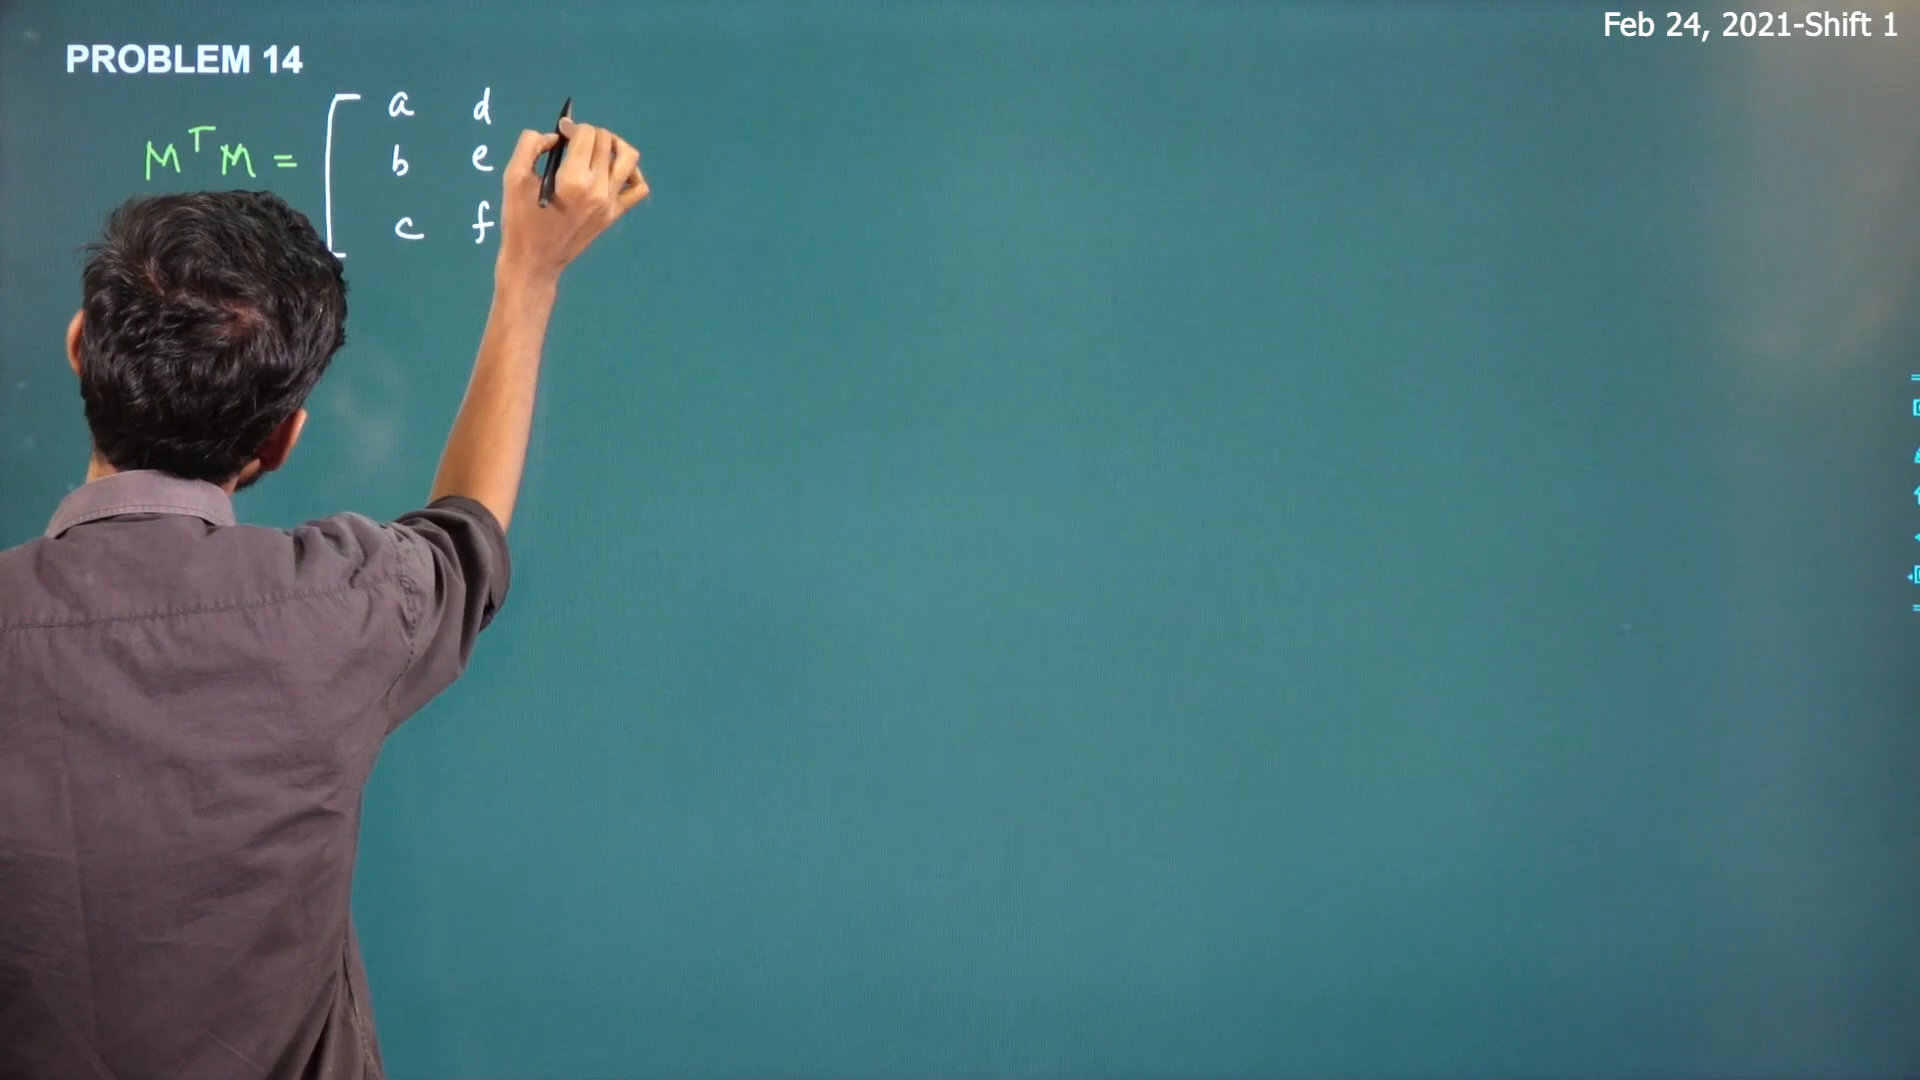 Feb 24, 2021-Shift 1
PROBLEM 14
a d
MᵀM = b e
c f